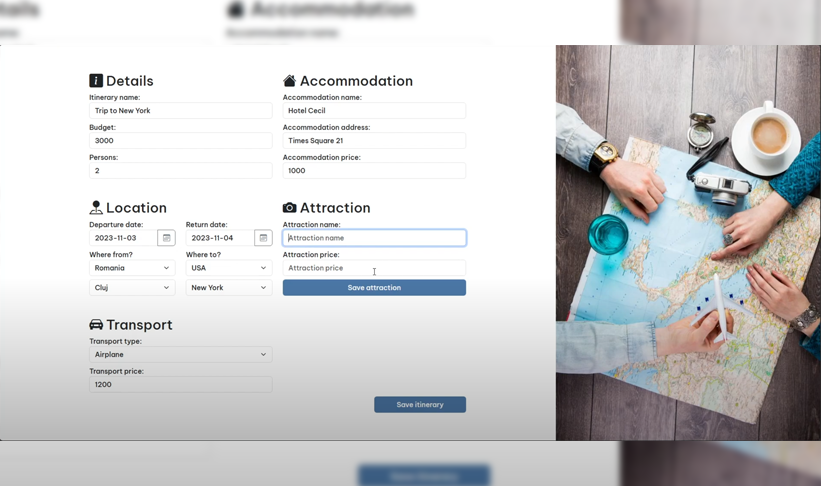 Accommodation
Accommodation name:
Details
Itinerary name:
Trip to New York
Budget:
3000
Persons:
2
Accommodation
Accommodation name:
Hotel Cecil
Accommodation address:
Times Square 21
Accommodation price:
1000
Location
Departure date:
Return date:
2023-11-03
2023-11-04
Where from?
Where to?
Romania
USA
Cluj
New York
Attraction
Attraction name:
Attraction name
Attraction price:
Attraction price
Save attraction
Transport
Transport type:
Airplane
Transport price:
1200
Save itinerary